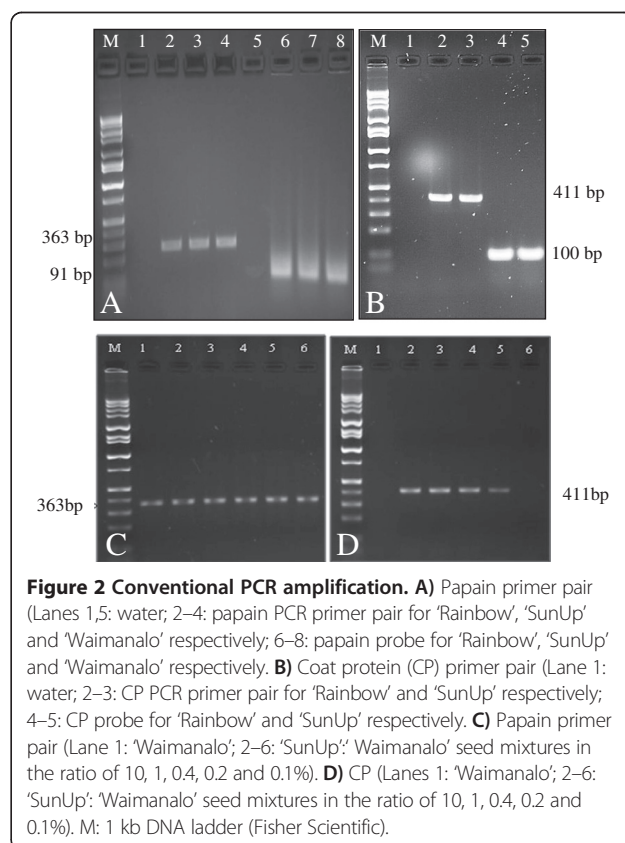 M 1 2 3 4 5 6 7 8
M 1 2 3 4 5
363 bp
91 bp
A
411 bp
100 bp
B
M 1 2 3 4 5 6
M 1 2 3 4 5 6
363bp
C
411bp
D
Figure 2 Conventional PCR amplification. A) Papain primer pair
(Lanes 1,5: water; 2–4: papain PCR primer pair for ‘Rainbow’, ‘SunUp’
and ‘Waimanalo’ respectively; 6–8: papain probe for ‘Rainbow’, ‘SunUp’
and ‘Waimanalo’ respectively. B) Coat protein (CP) primer pair (Lane 1:
water; 2–3: CP PCR primer pair for ‘Rainbow’ and ‘SunUp’ respectively;
4–5: CP probe for ‘Rainbow’ and ‘SunUp’ respectively. C) Papain primer
pair (Lane 1: ‘Waimanalo’; 2–6: ‘SunUp’:‘ Waimanalo’ seed mixtures in
the ratio of 10, 1, 0.4, 0.2 and 0.1%). D) CP (Lanes 1: ‘Waimanalo’; 2–6:
‘SunUp’: ‘Waimanalo’ seed mixtures in the ratio of 10, 1, 0.4, 0.2 and
0.1%). M: 1 kb DNA ladder (Fisher Scientific).